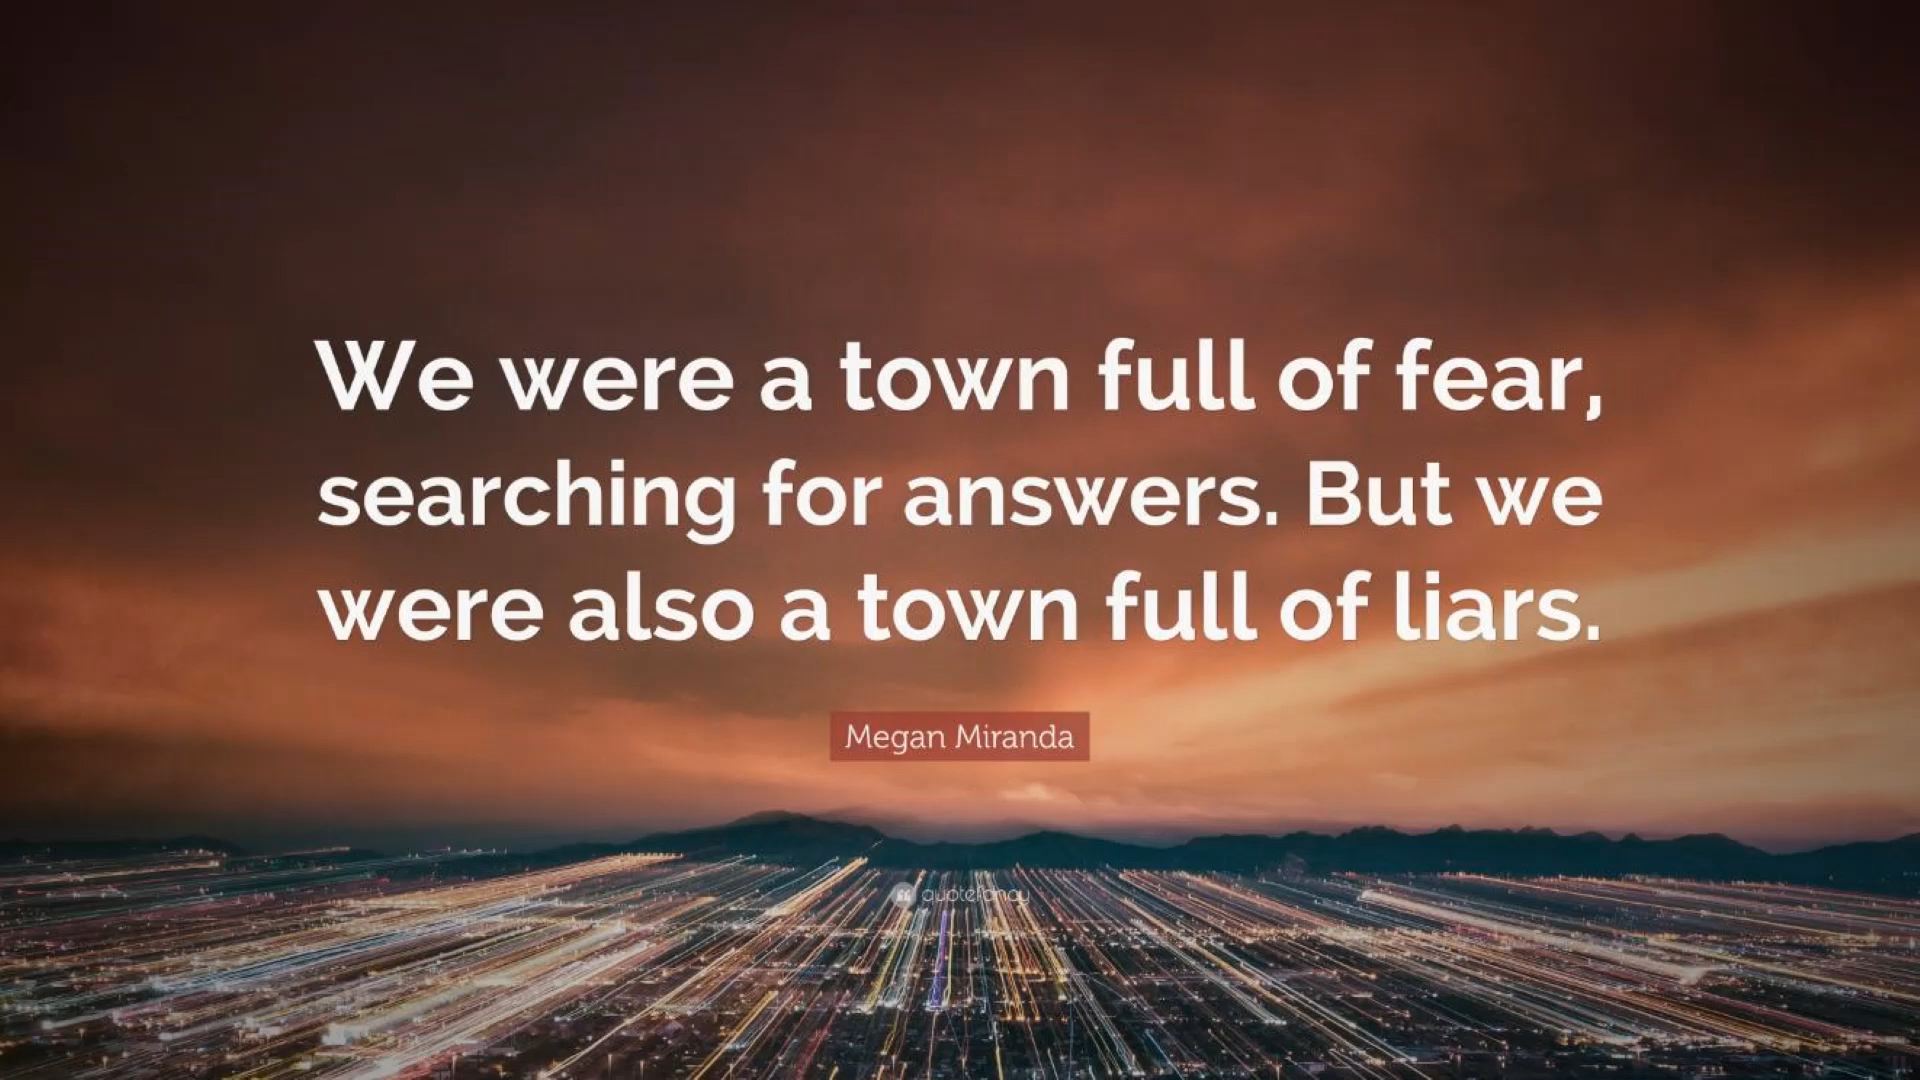 We were a town full of fear,
searching for answers. But we
were also a town full of liars.
Megan Miranda
quotefancy